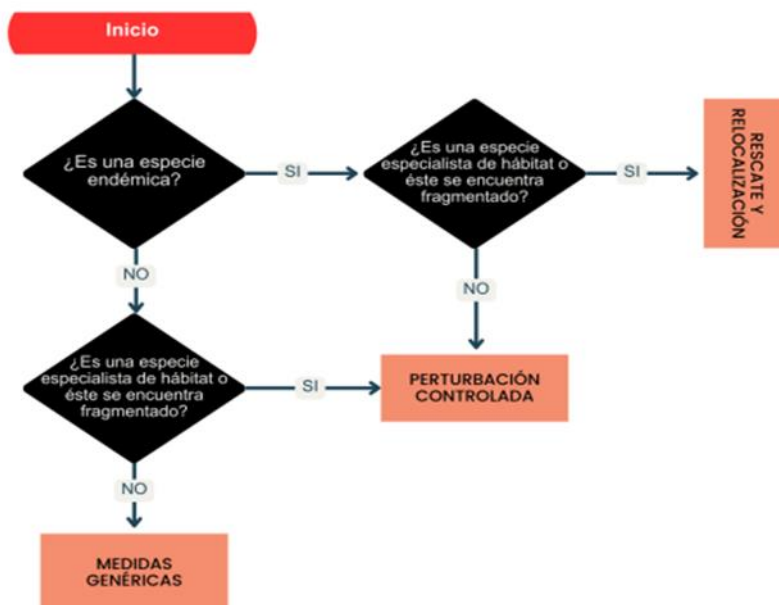 Inicio
¿Es una especie
endémica?
SI
¿Es una especie
especialista de hábitat o
éste se encuentra
fragmentado?
SI
RESCATE Y
RELOCALIZACIÓN
NO
NO
¿Es una especie
especialista de hábitat o
éste se encuentra
fragmentado?
SI
PERTURBACIÓN
CONTROLADA
NO
MEDIDAS
GENÉRICAS